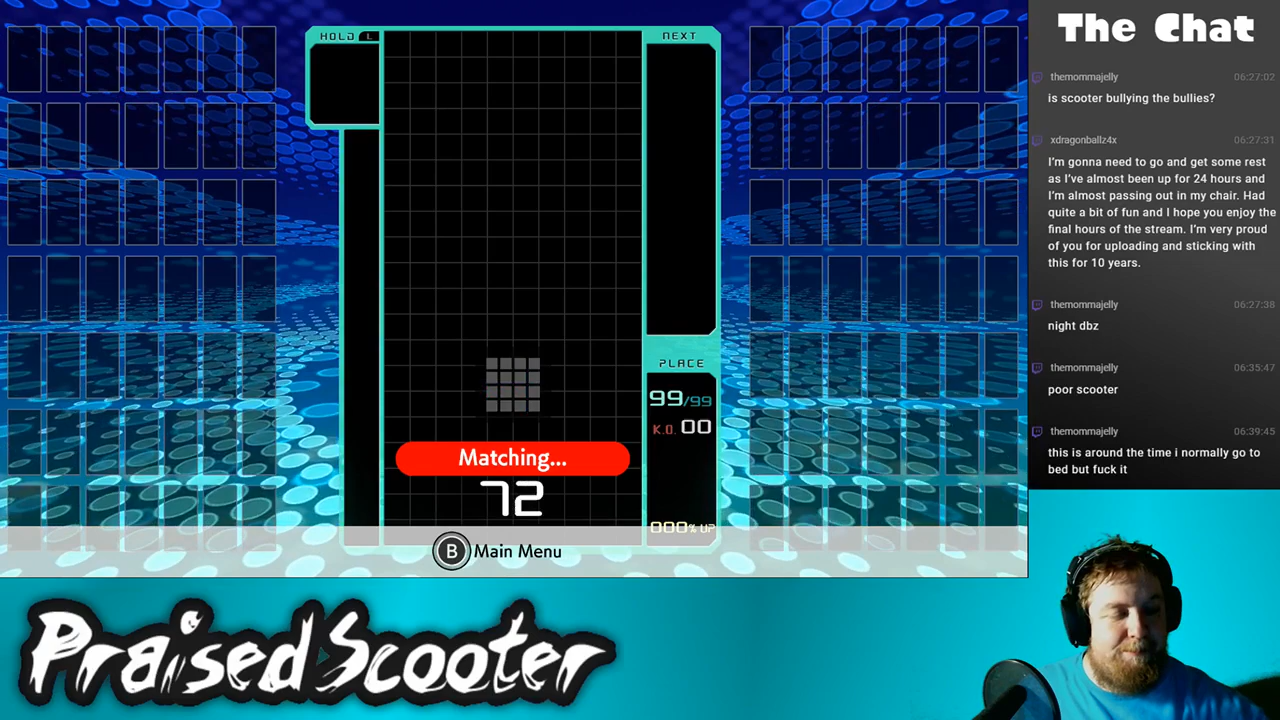 HOLD L
NEXT
PLACE
99/99
K.O. 00
000% UP
Matching...
72
B Main Menu
PraisedScooter
The Chat
themommajelly 06:27:02
is scooter bullying the bullies?
xdragonballz4x 06:27:31
I'm gonna need to go and get some rest
as I've almost been up for 24 hours and
I'm almost passing out in my chair. Had
quite a bit of fun and I hope you enjoy the
final hours of the stream. I'm very proud
of you for uploading and sticking with
this for 10 years.
themommajelly 06:27:38
night dbz
themommajelly 06:35:47
poor scooter
themommajelly 06:39:45
this is around the time i normally go to
bed but fuck it